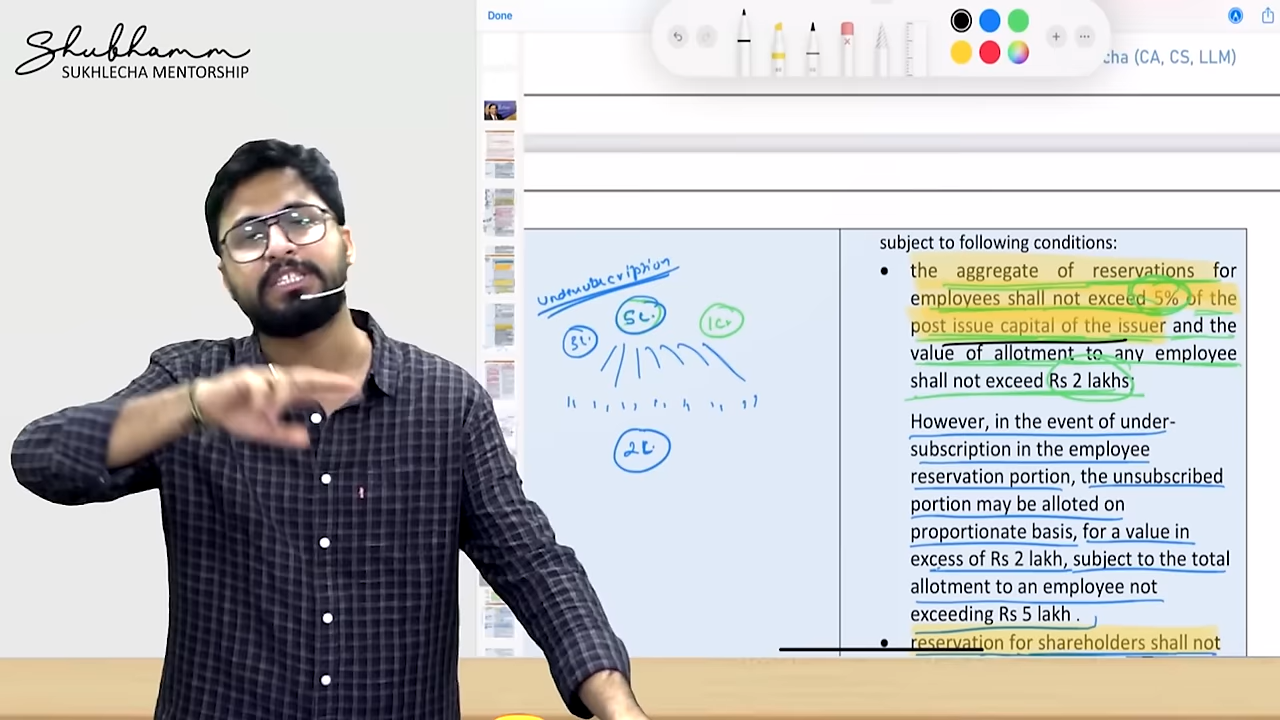 Shubhamm
SUKHLECHA MENTORSHIP
Done
cha (CA, CS, LLM)
subject to following conditions:
• the aggregate of reservations for
employees shall not exceed 5% of the
post issue capital of the issuer and the
value of allotment to any employee
shall not exceed Rs 2 lakhs;
However, in the event of under-
subscription in the employee
reservation portion, the unsubscribed
portion may be alloted on
proportionate basis, for a value in
excess of Rs 2 lakh, subject to the total
allotment to an employee not
exceeding Rs 5 lakh .
• reservation for shareholders shall not
undersubscription
5L.
3L.
1L.
2L.